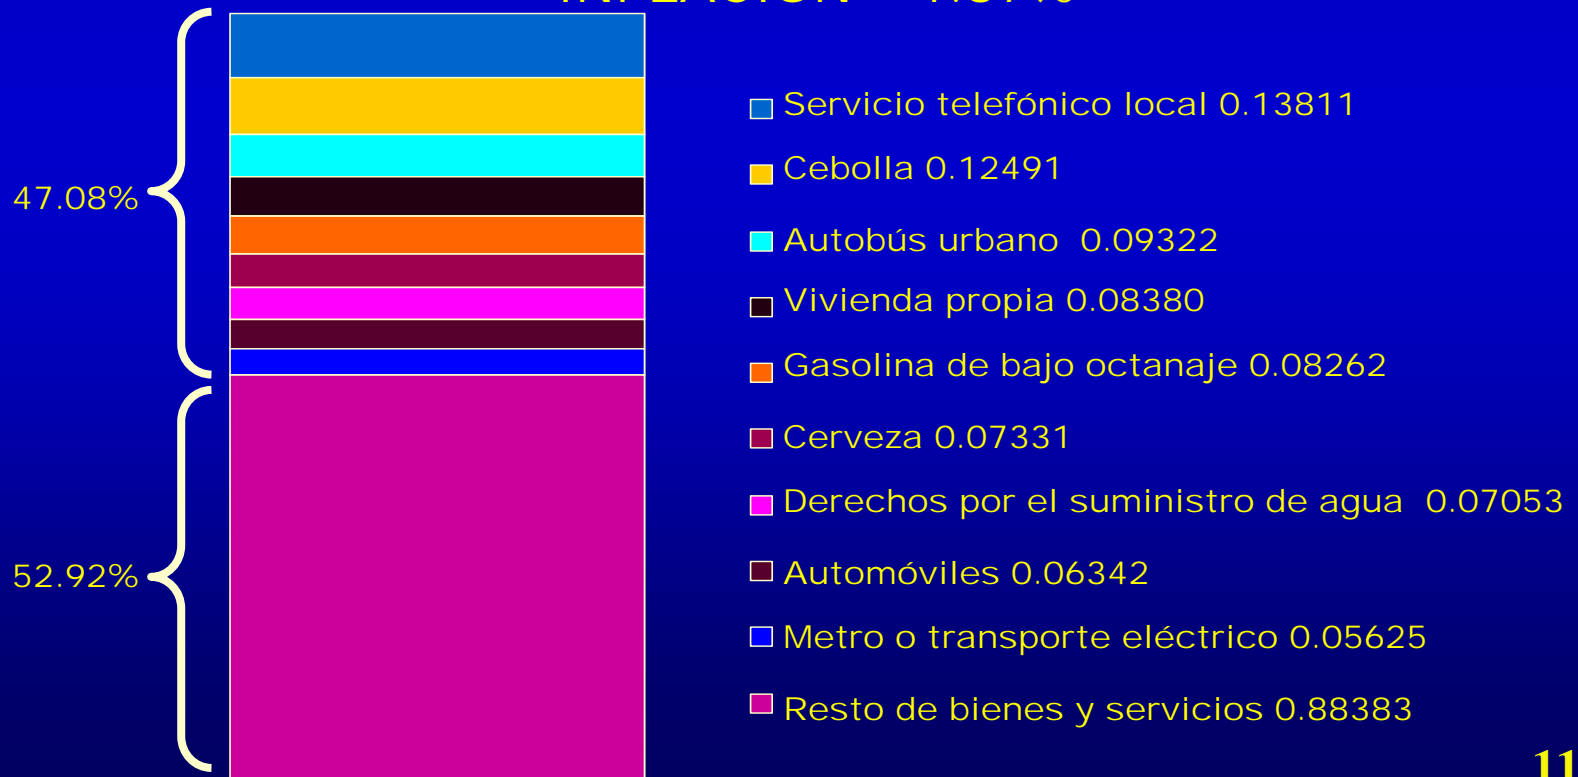 47.08%
52.92%
Servicio telefónico local 0.13811
Cebolla 0.12491
Autobús urbano 0.09322
Vivienda propia 0.08380
Gasolina de bajo octanaje 0.08262
Cerveza 0.07331
Derechos por el suministro de agua 0.07053
Automóviles 0.06342
Metro o transporte eléctrico 0.05625
Resto de bienes y servicios 0.88383
11